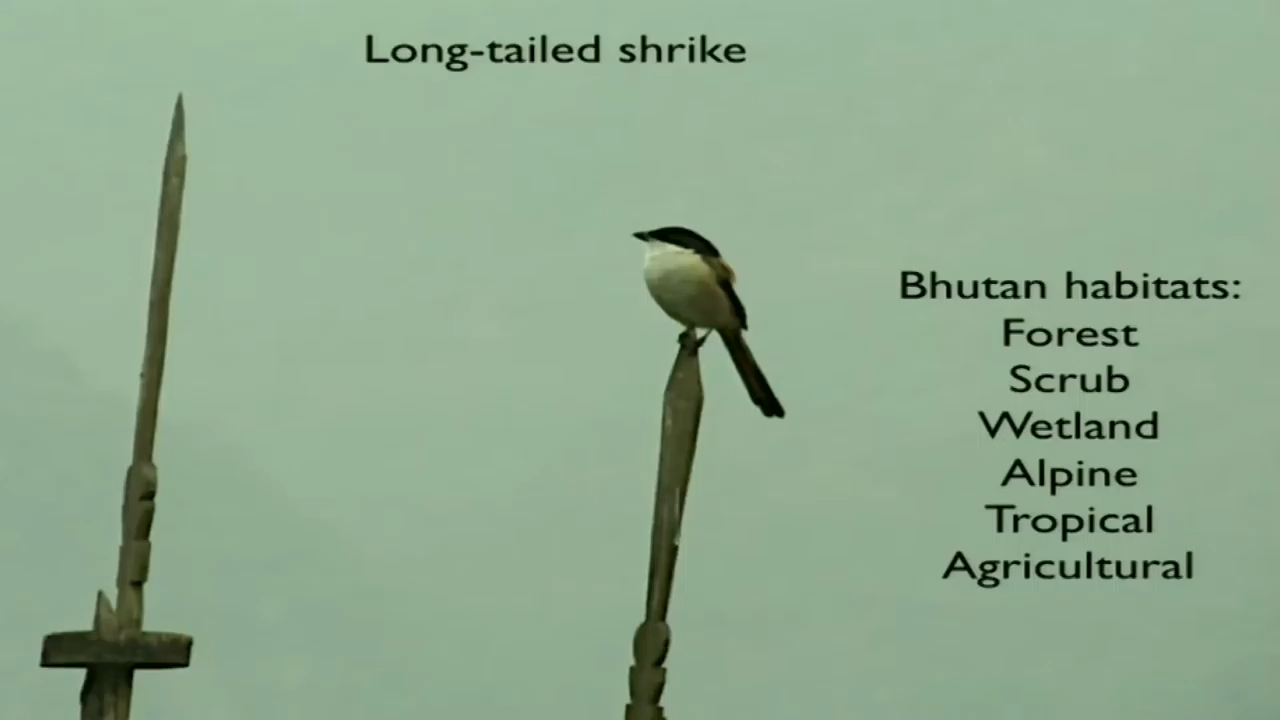 Long-tailed shrike
Bhutan habitats:
Forest
Scrub
Wetland
Alpine
Tropical
Agricultural